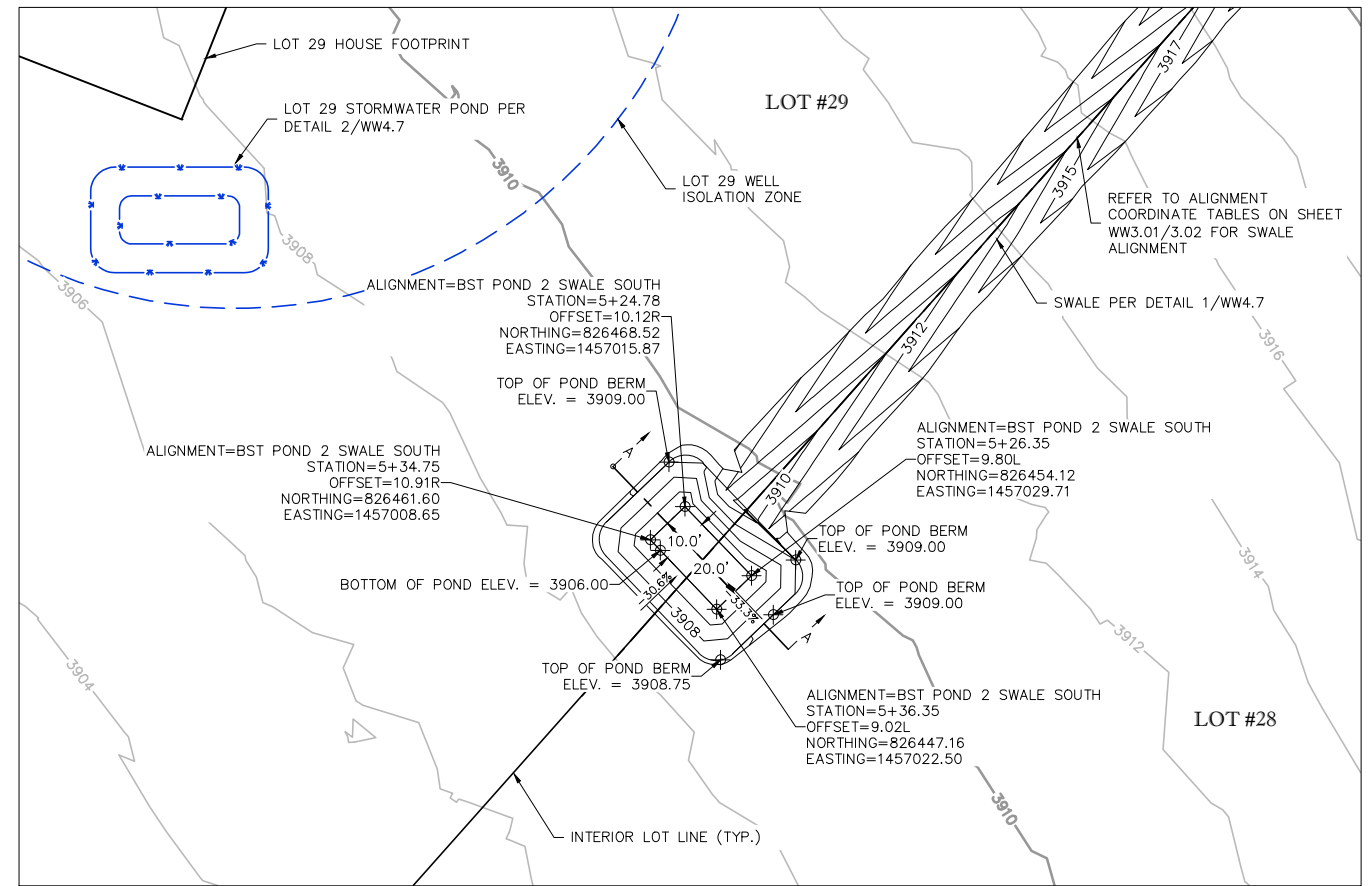 LOT 29 HOUSE FOOTPRINT
LOT 29 STORMWATER POND PER
DETAIL 2/WW4.7
LOT #29
3917
3910
LOT 29 WELL
ISOLATION ZONE
3915
REFER TO ALIGNMENT
COORDINATE TABLES ON SHEET
WW3.01/3.02 FOR SWALE
ALIGNMENT
3908
3906
ALIGNMENT=BST POND 2 SWALE SOUTH
STATION=5+24.78
OFFSET=10.12R
NORTHING=826468.52
EASTING=1457015.87
SWALE PER DETAIL 1/WW4.7
3912
3916
TOP OF POND BERM
ELEV. = 3909.00
ALIGNMENT=BST POND 2 SWALE SOUTH
STATION=5+26.35
OFFSET=9.80L
NORTHING=826454.12
EASTING=1457029.71
ALIGNMENT=BST POND 2 SWALE SOUTH
STATION=5+34.75
OFFSET=10.91R
NORTHING=826461.60
EASTING=1457008.65
A
3910
TOP OF POND BERM
ELEV. = 3909.00
10.0'
20.0'
BOTTOM OF POND ELEV. = 3906.00
-30.6%
33.3%
TOP OF POND BERM
ELEV. = 3909.00
3908
A
3914
3912
3904
TOP OF POND BERM
ELEV. = 3908.75
ALIGNMENT=BST POND 2 SWALE SOUTH
STATION=5+36.35
OFFSET=9.02L
NORTHING=826447.16
EASTING=1457022.50
LOT #28
3910
INTERIOR LOT LINE (TYP.)